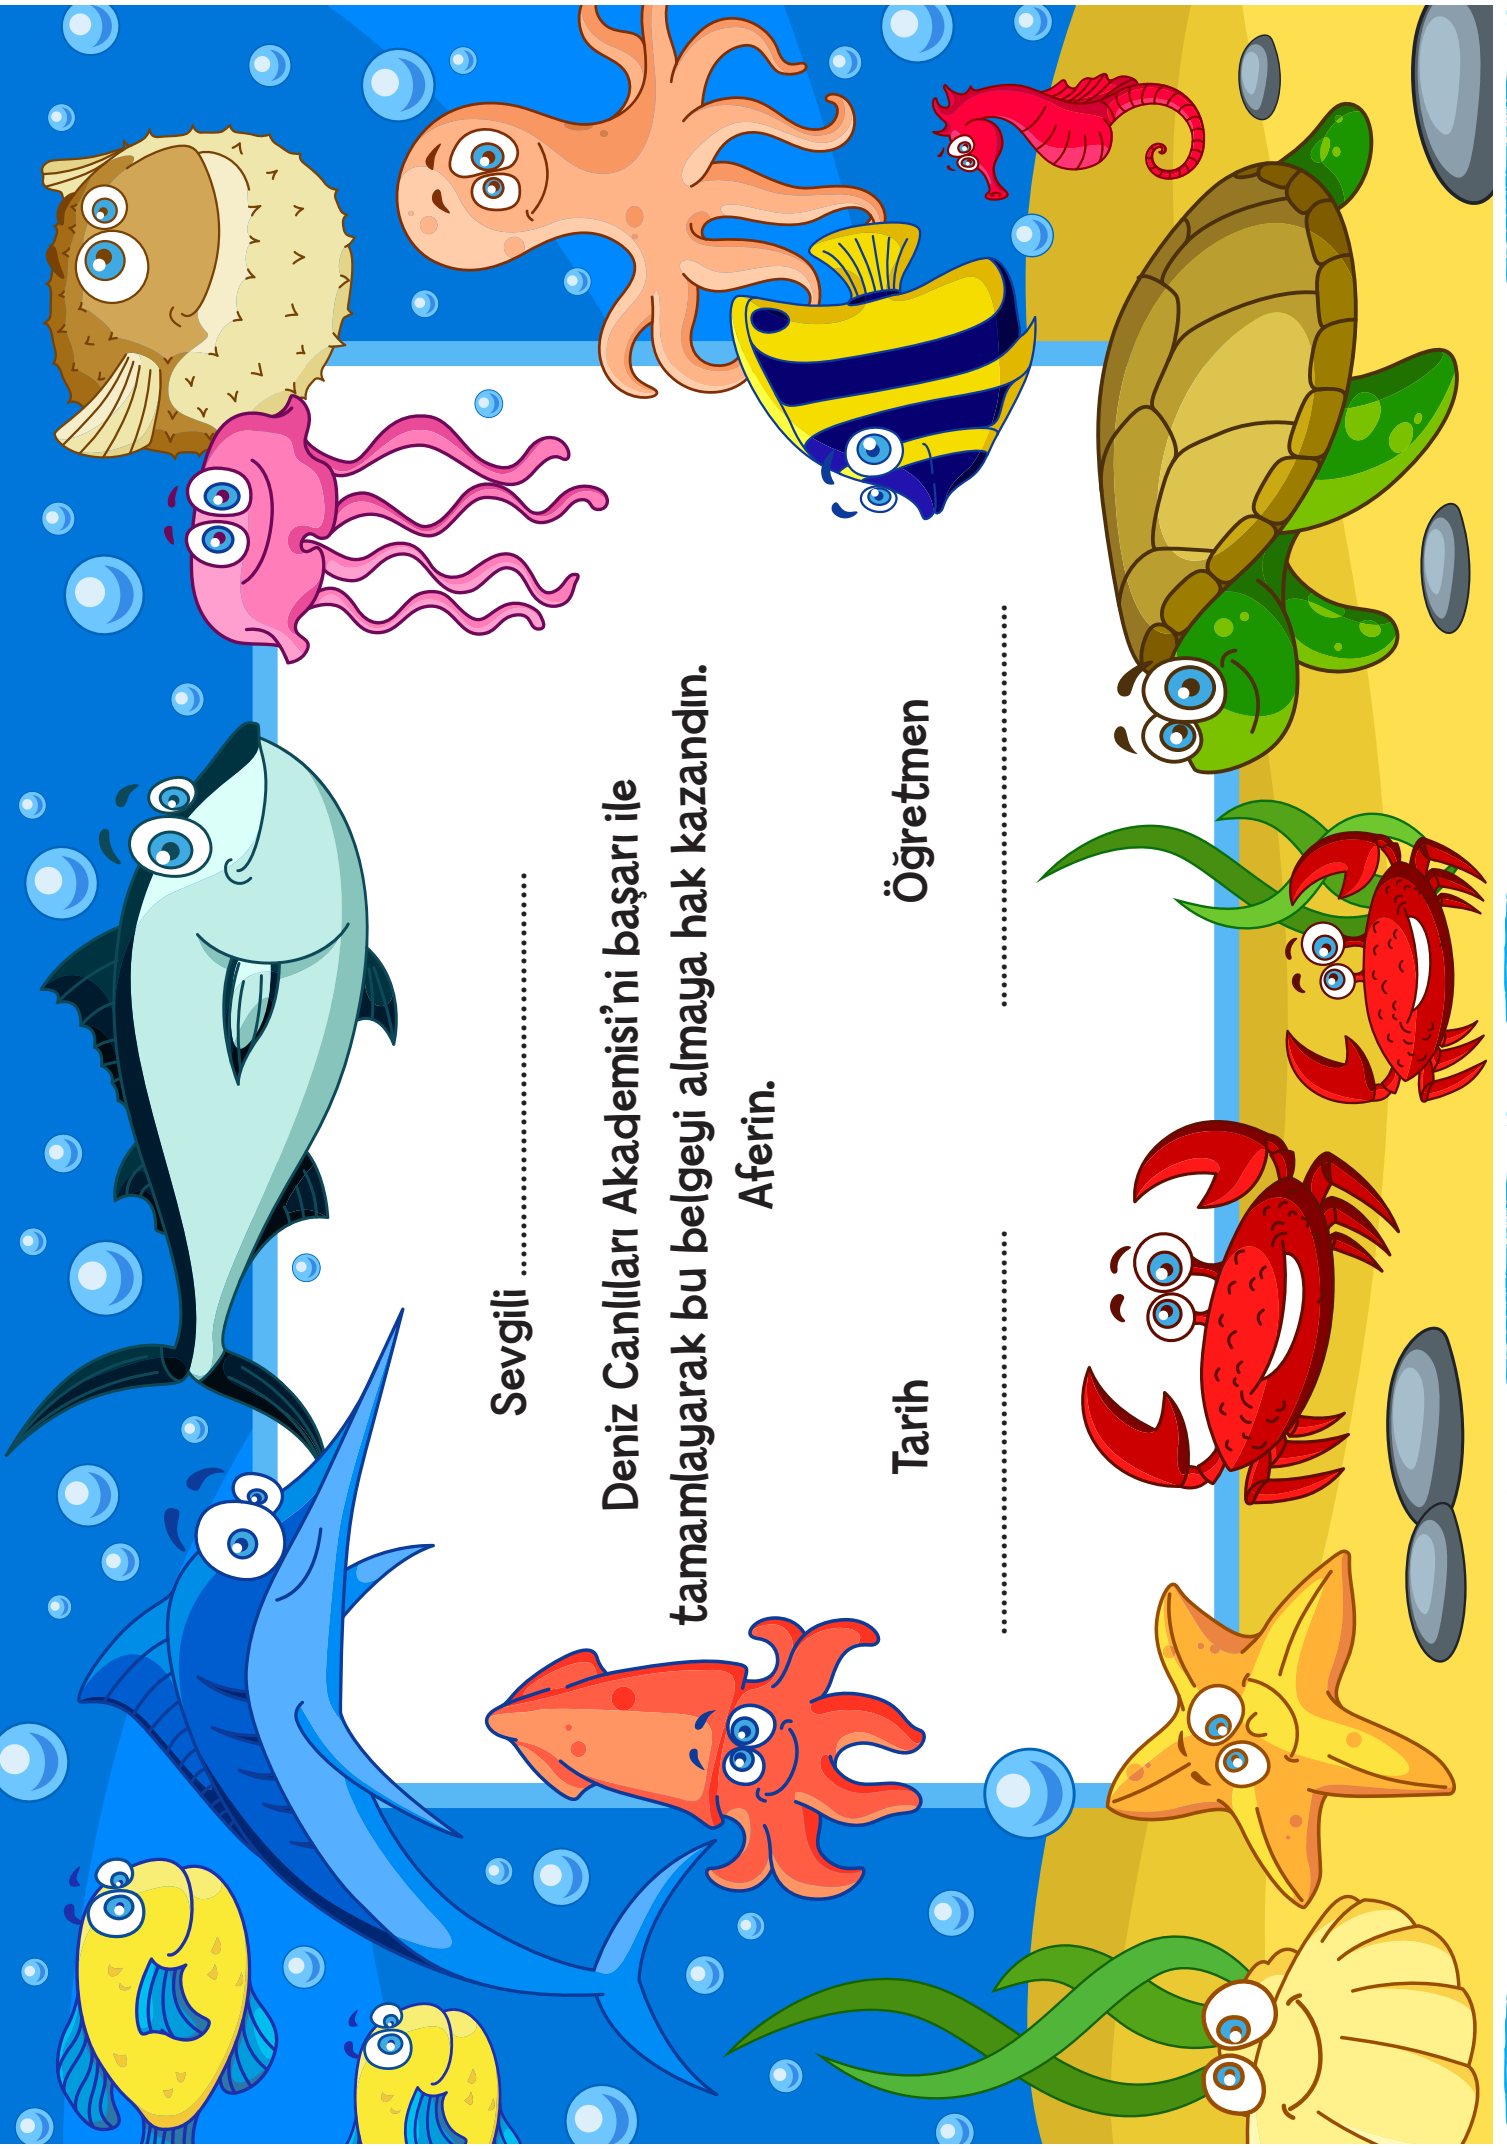 Sevgili ........................................
Deniz Canlıları Akademisi’ni başarı ile
tamamlayarak bu belgeyi almaya hak kazandın.
Aferin.
Tarih
Öğretmen